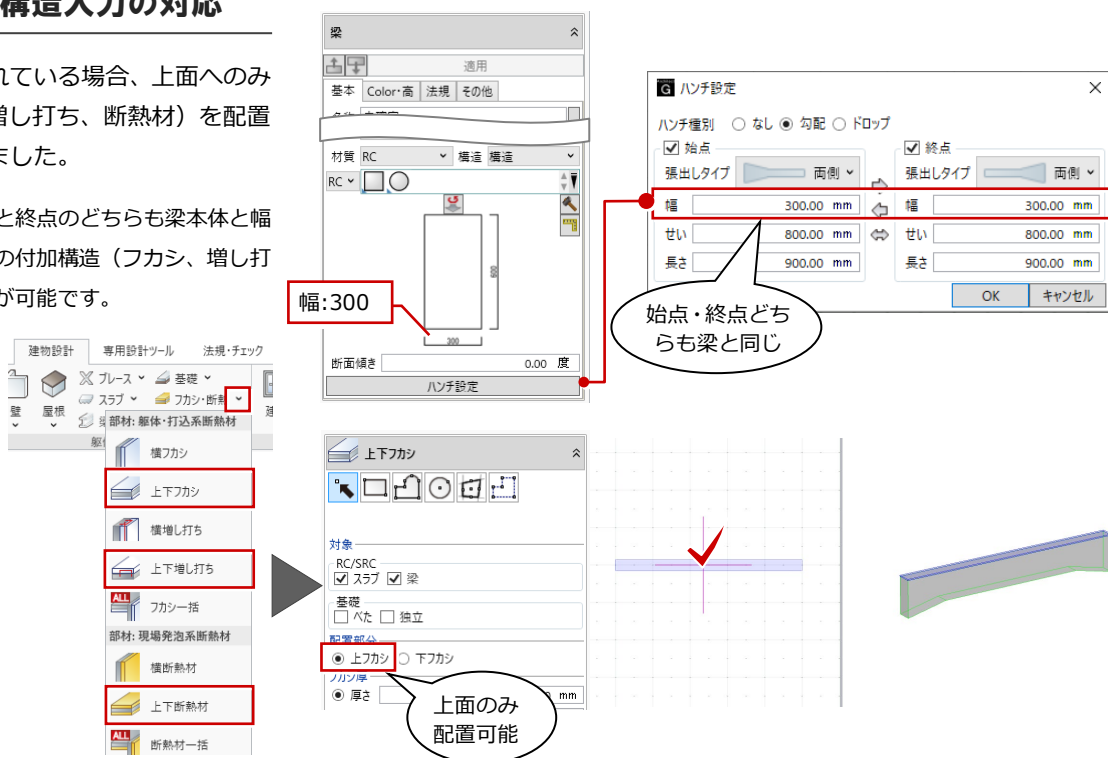 構造入力の対応
れている場合、上面へのみ
増し打ち、断熱材）を配置
ました。
と終点のどちらも梁本体と幅
の付加構造（フカシ、増し打
が可能です。
梁
適用
基本 Color・高 法規 その他
材質 RC 構造 構造
RC
600
300
断面傾き 0.00 度
ハンチ設定
幅:300
G ハンチ設定
ハンチ種別 なし 勾配 ドロップ
始点
張出しタイプ 両側
幅 300.00 mm
せい 800.00 mm
長さ 900.00 mm
終点
張出しタイプ 両側
幅 300.00 mm
せい 800.00 mm
長さ 900.00 mm
OK キャンセル
始点・終点どち
らも梁と同じ
建物設計 専用設計ツール 法規・チェック
壁 屋根
ブレース 基礎
スラブ フカシ・断熱
部材: 躯体・打込系断熱材
横フカシ
上下フカシ
横増し打ち
上下増し打ち
ALL フカシ一括
部材: 現場発泡系断熱材
横断熱材
上下断熱材
ALL 断熱材一括
上下フカシ
対象
RC/SRC
スラブ 梁
基礎
べた 独立
配置部分
上フカシ 下フカシ
フカシ厚
厚さ mm
上面のみ
配置可能